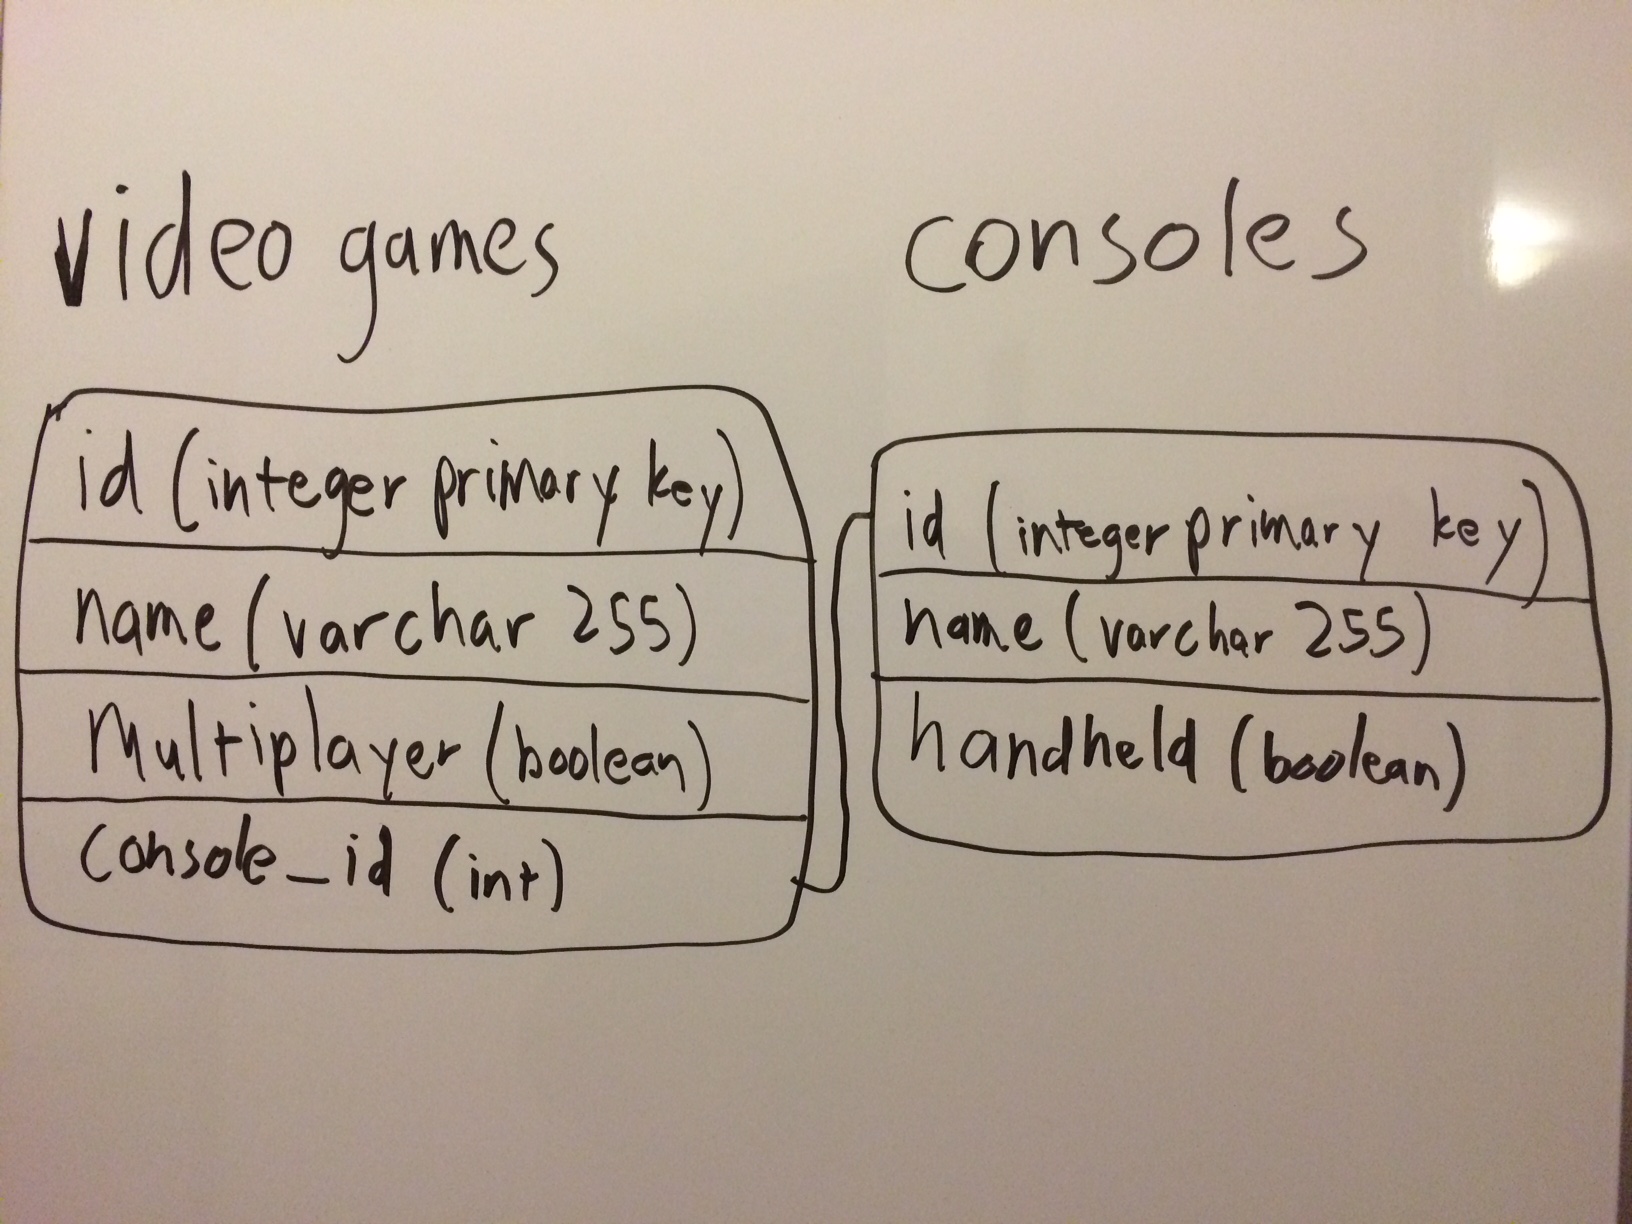 video games
id (integer primary key)
name (varchar 255)
Multiplayer (boolean)
console_id (int)
consoles
id (integer primary key)
name (varchar 255)
handheld (boolean)